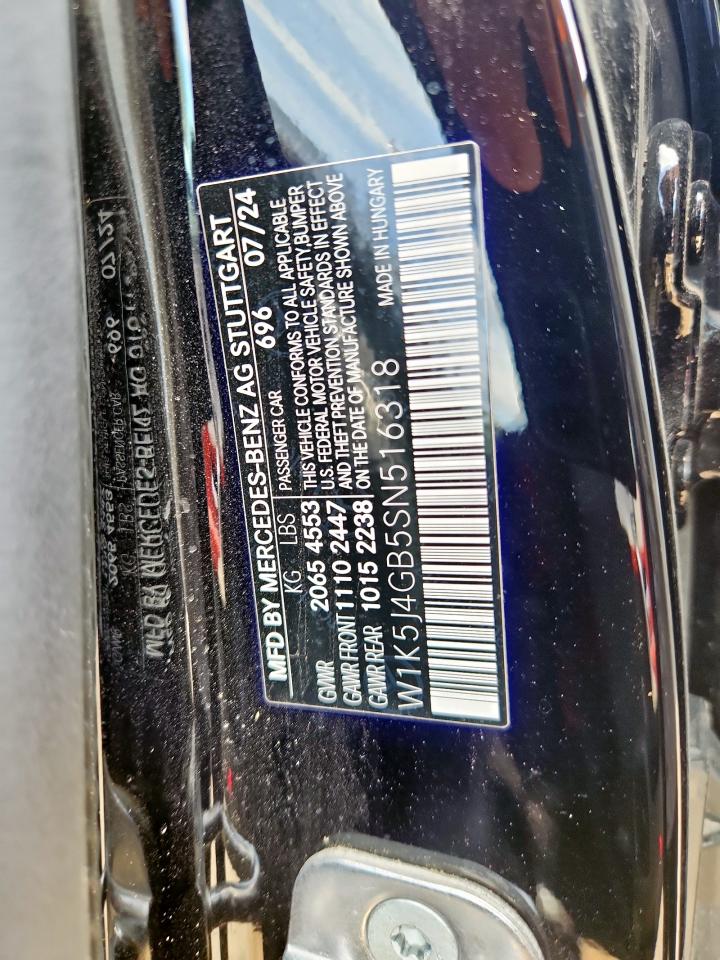 MFD BY MERCEDES-BENZ AG STUTTGART
696 07/24
KG LBS
PASSENGER CAR
GVWR 2065 4553
GAWR FRONT 1110 2447
GAWR REAR 1015 2238
THIS VEHICLE CONFORMS TO ALL APPLICABLE
U.S. FEDERAL MOTOR VEHICLE SAFETY,BUMPER
AND THEFT PREVENTION STANDARDS IN EFFECT
ON THE DATE OF MANUFACTURE SHOWN ABOVE
W1K5J4GB5SN516318 MADE IN HUNGARY